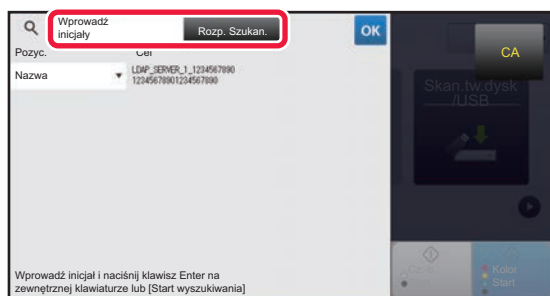 Wprowadź
inicjały
Rozp. Szukan.
OK
CA
Pozyc.
Cel
Nazwa
LDAP_SERVER_1_1234567890
12345678901234567890
Skan.tw.dysk
/USB
Kolor
Start
Wprowadź inicjał i naciśnij klawisz Enter na
zewnętrznej klawiaturze lub [Start wyszukiwania]